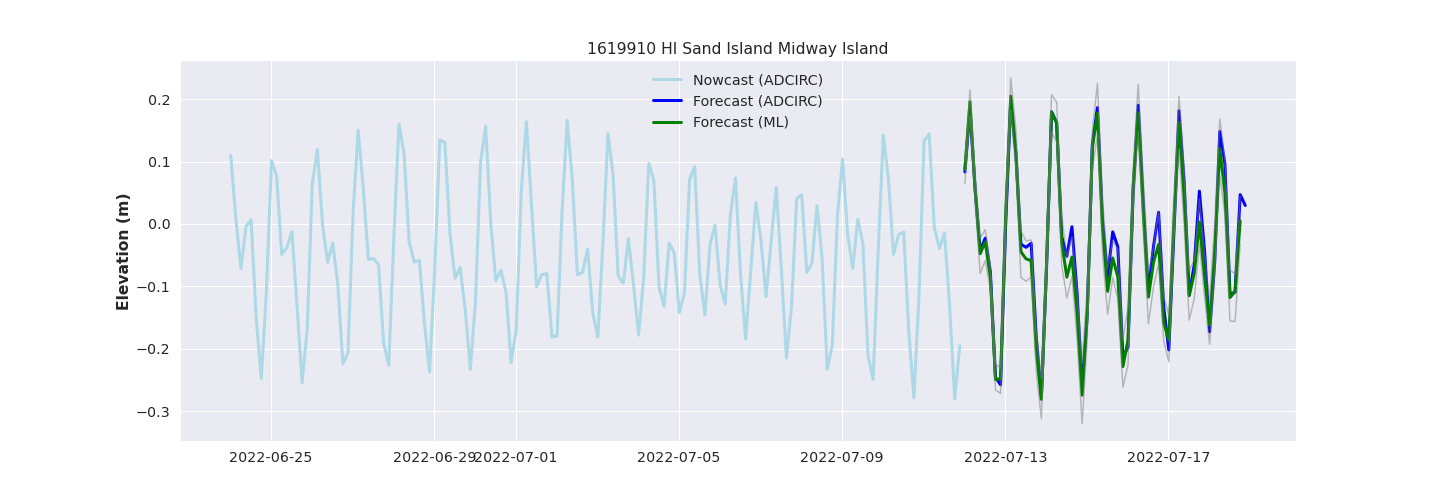 1619910 HI Sand Island Midway Island
Nowcast (ADCIRC)
Forecast (ADCIRC)
Forecast (ML)
Elevation (m)
0.2
0.1
0.0
−0.1
−0.2
−0.3
2022-06-25
2022-06-29
2022-07-01
2022-07-05
2022-07-09
2022-07-13
2022-07-17